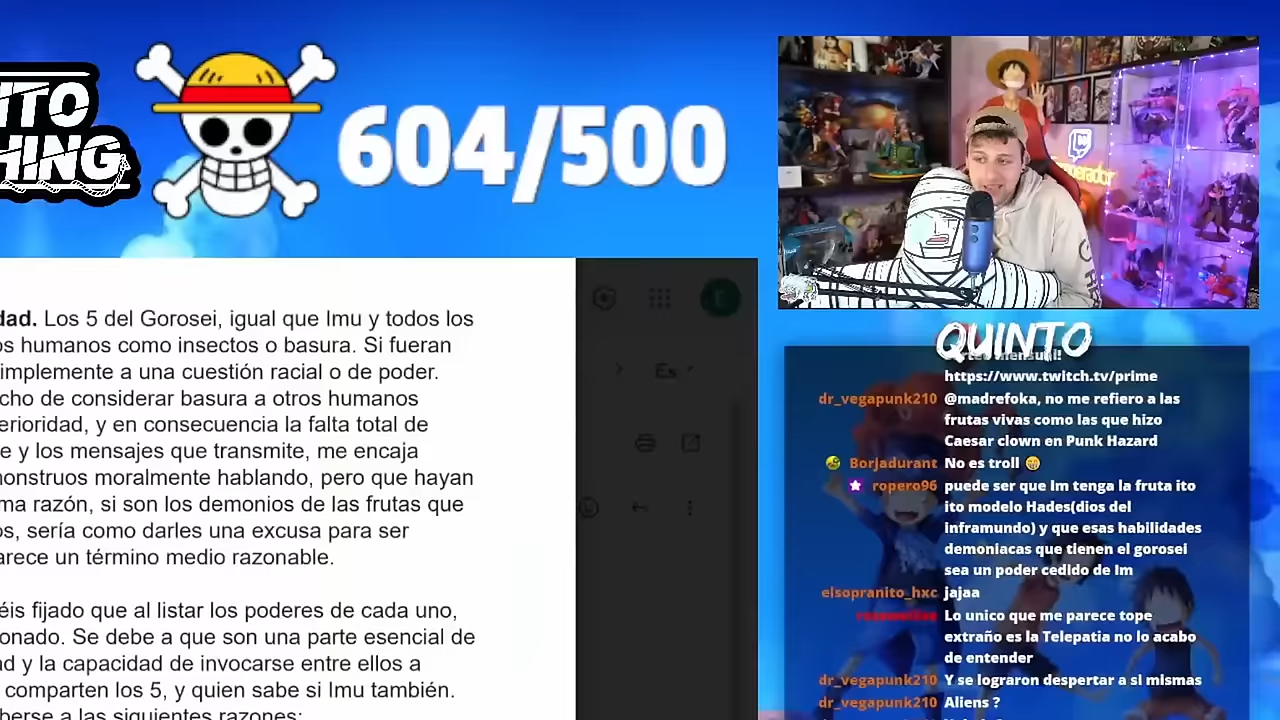 ITO
HING
604/500
dad. Los 5 del Gorosei, igual que Imu y todos los
os humanos como insectos o basura. Si fueran
implemente a una cuestión racial o de poder.
cho de considerar basura a otros humanos
erioridad, y en consecuencia la falta total de
e y los mensajes que transmite, me encaja
monstruos moralmente hablando, pero que hayan
ma razón, si son los demonios de las frutas que
os, sería como darles una excusa para ser
arece un término medio razonable.
éis fijado que al listar los poderes de cada uno,
onado. Se debe a que son una parte esencial de
ad y la capacidad de invocarse entre ellos a
comparten los 5, y quien sabe si Imu también.
berse a las siguientes razones:
Es
QUINTO
mensual!
https://www.twitch.tv/prime
dr_vegapunk210 @madrefoka, no me refiero a las
frutas vivas como las que hizo
Caesar clown en Punk Hazard
Borjadurant No es troll 😁
ropero96 puede ser que Im tenga la fruta ito
ito modelo Hades(dios del
inframundo) y que esas habilidades
demoniacas que tienen el gorosei
sea un poder cedido de Im
elsopranito_hxc jajaa
Lo unico que me parece tope
extraño es la Telepatia no lo acabo
de entender
dr_vegapunk210 Y se lograron despertar a si mismas
dr_vegapunk210 Aliens ?